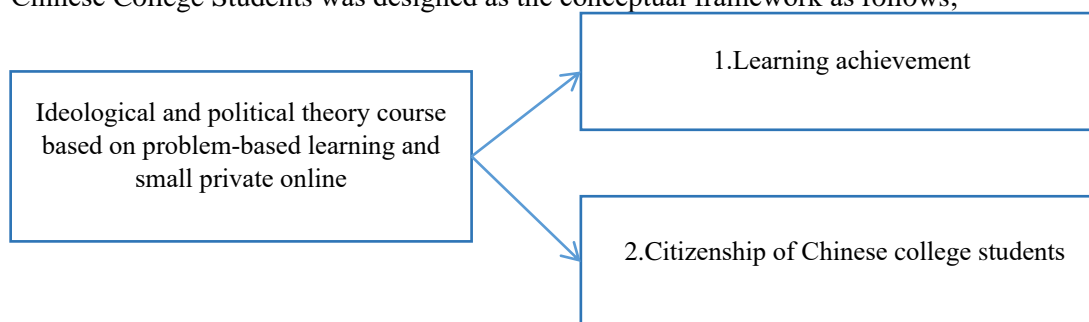 Chinese College Students was designed as the conceptual framework as follows;
1.Learning achievement
Ideological and political theory course
based on problem-based learning and
small private online
2.Citizenship of Chinese college students